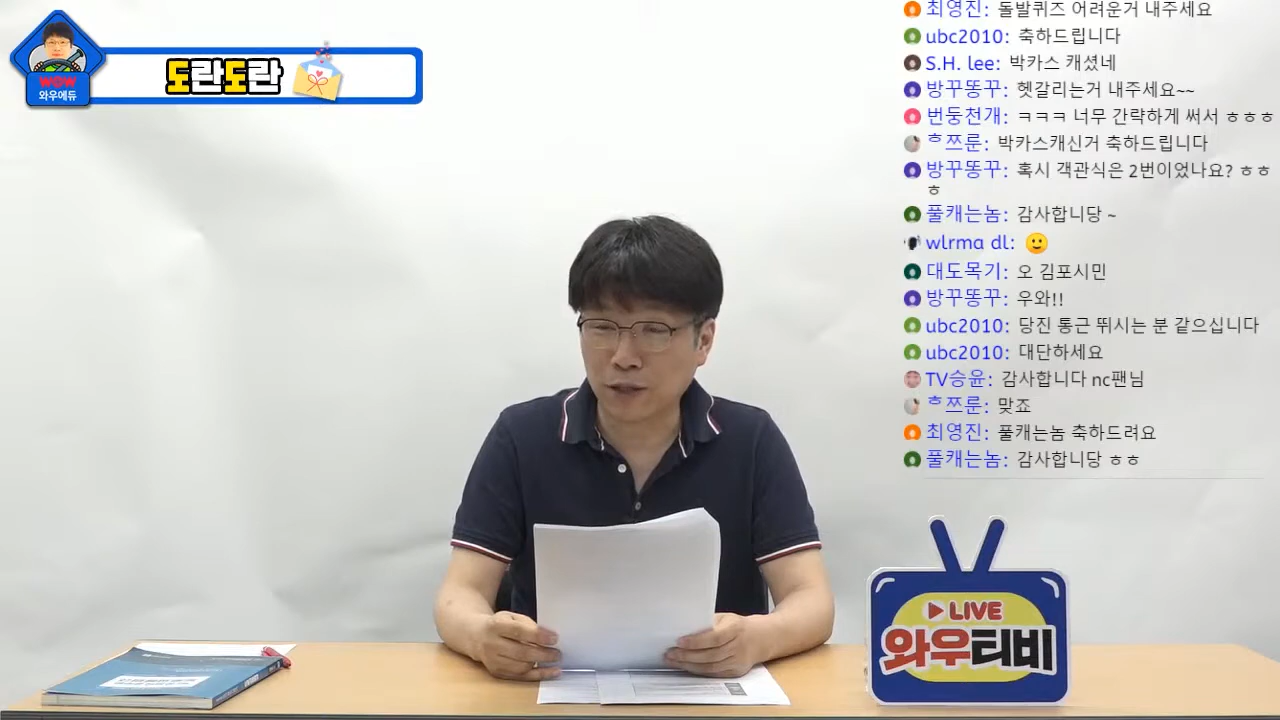 WOW
와우에듀
도란도란
최영진: 돌발퀴즈 어려운거 내주세요
ubc2010: 축하드립니다
S.H. lee: 박카스 캐셨네
방꾸똥꾸: 헷갈리는거 내주세요~~
번둥천개: ㅋㅋㅋ 너무 간략하게 써서 ㅎㅎㅎ
ᄒ쯔룬: 박카스캐신거 축하드립니다
방꾸똥꾸: 혹시 객관식은 2번이었나요? ㅎㅎ
ㅎ
풀캐는놈: 감사합니당 ~
wlrma dl: 🙂
대도목기: 오 김포시민
방꾸똥꾸: 우와!!
ubc2010: 당진 통근 뛰시는 분 같으십니다
ubc2010: 대단하세요
TV승윤: 감사합니다 nc팬님
ᄒ쯔룬: 맞죠
최영진: 풀캐는놈 축하드려요
풀캐는놈: 감사합니당 ㅎㅎ
LIVE
와우티비